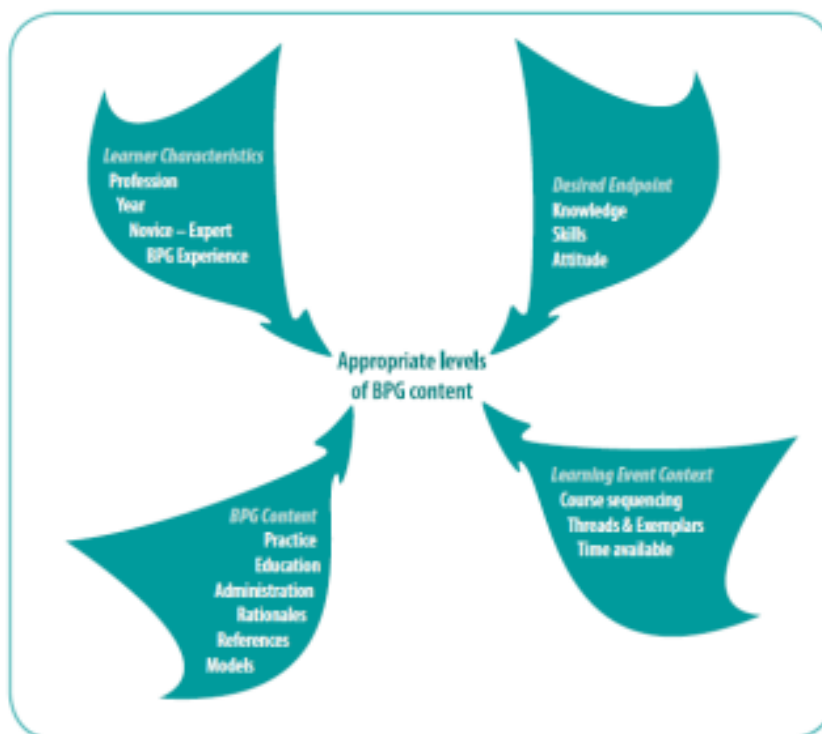 Learner Characteristics
Profession
Year
Novice – Expert
BPG Experience
Desired Endpoint
Knowledge
Skills
Attitude
Appropriate levels
of BPG content
BPG Content
Practice
Education
Administration
Rationales
References
Models
Learning Event Context
Course sequencing
Threads & Exemplars
Time available